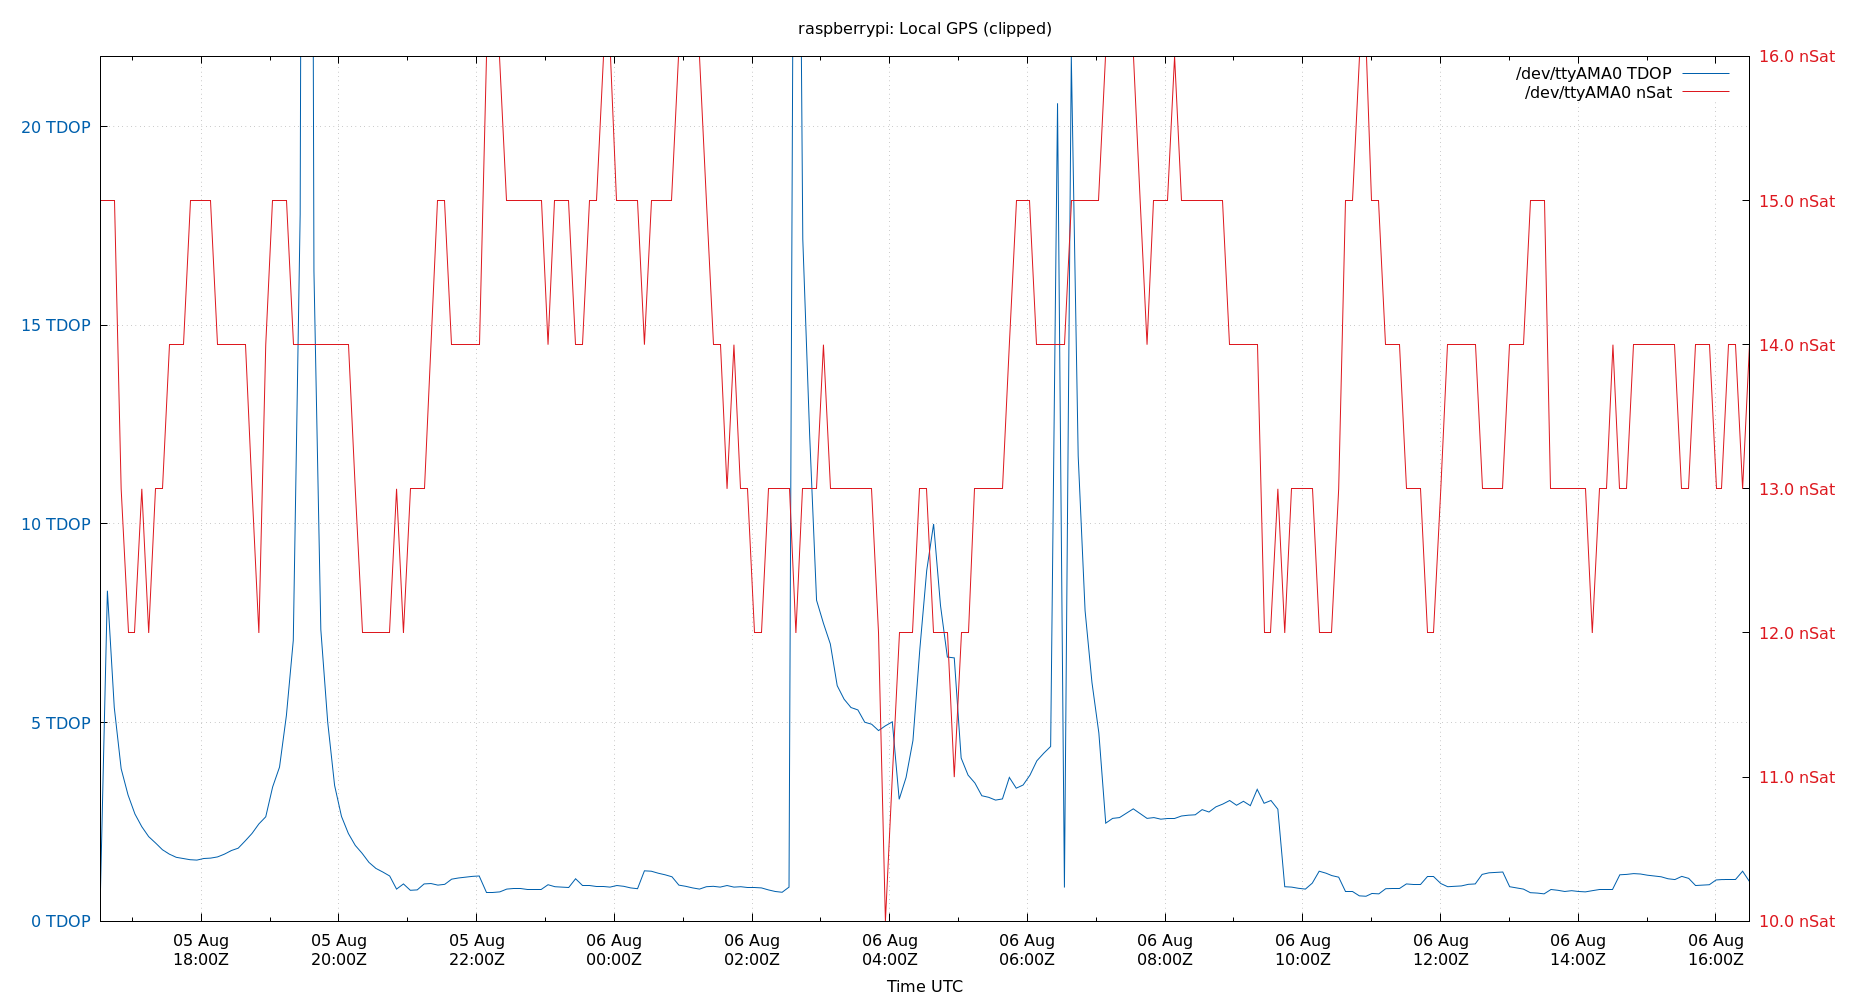 raspberrypi: Local GPS (clipped)
/dev/ttyAMA0 TDOP
/dev/ttyAMA0 nSat
20 TDOP
15 TDOP
10 TDOP
5 TDOP
0 TDOP
16.0 nSat
15.0 nSat
14.0 nSat
13.0 nSat
12.0 nSat
11.0 nSat
10.0 nSat
05 Aug
18:00Z
05 Aug
20:00Z
05 Aug
22:00Z
06 Aug
00:00Z
06 Aug
02:00Z
06 Aug
04:00Z
06 Aug
06:00Z
06 Aug
08:00Z
06 Aug
10:00Z
06 Aug
12:00Z
06 Aug
14:00Z
06 Aug
16:00Z
Time UTC